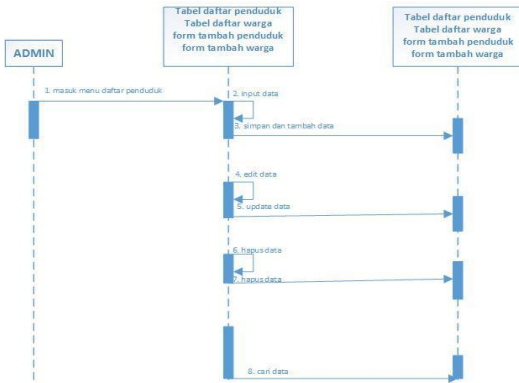 Tabel daftar penduduk
Tabel daftar warga
form tambah penduduk
form tambah warga
Tabel daftar penduduk
Tabel daftar warga
form tambah penduduk
form tambah warga
ADMIN
1. masuk menu daftar penduduk
2. input data
3. simpan dan tambah data
4. edit data
5. update data
6. hapus data
7. hapus data
8. cari data